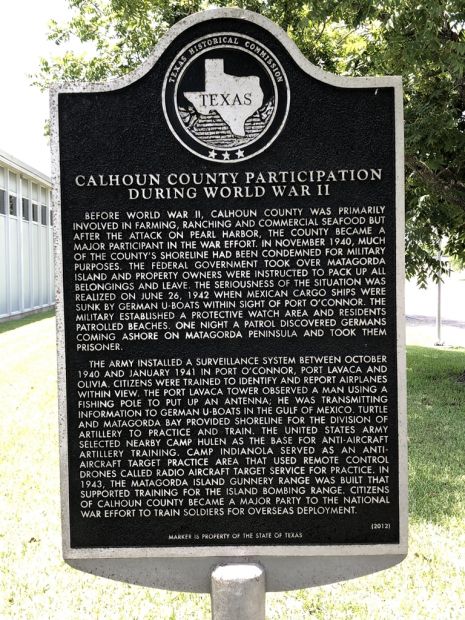 TEXAS HISTORICAL COMMISSION
TEXAS
CALHOUN COUNTY PARTICIPATION
DURING WORLD WAR II
BEFORE WORLD WAR II, CALHOUN COUNTY WAS PRIMARILY
INVOLVED IN FARMING, RANCHING AND COMMERCIAL SEAFOOD BUT
AFTER THE ATTACK ON PEARL HARBOR, THE COUNTY BECAME A
MAJOR PARTICIPANT IN THE WAR EFFORT. IN NOVEMBER 1940, MUCH
OF THE COUNTY'S SHORELINE HAD BEEN CONDEMNED FOR MILITARY
PURPOSES. THE FEDERAL GOVERNMENT TOOK OVER MATAGORDA
ISLAND AND PROPERTY OWNERS WERE INSTRUCTED TO PACK UP ALL
BELONGINGS AND LEAVE. THE SERIOUSNESS OF THE SITUATION WAS
REALIZED ON JUNE 26, 1942 WHEN MEXICAN CARGO SHIPS WERE
SUNK BY GERMAN U-BOATS WITHIN SIGHT OF PORT O'CONNOR. THE
MILITARY ESTABLISHED A PROTECTIVE WATCH AREA AND RESIDENTS
PATROLLED BEACHES. ONE NIGHT A PATROL DISCOVERED GERMANS
COMING ASHORE ON MATAGORDA PENINSULA AND TOOK THEM
PRISONER.
THE ARMY INSTALLED A SURVEILLANCE SYSTEM BETWEEN OCTOBER
1940 AND JANUARY 1941 IN PORT O'CONNOR, PORT LAVACA AND
OLIVIA. CITIZENS WERE TRAINED TO IDENTIFY AND REPORT AIRPLANES
WITHIN VIEW. THE PORT LAVACA TOWER OBSERVED A MAN USING A
FISHING POLE TO PUT UP AN ANTENNA, HE WAS TRANSMITTING
INFORMATION TO GERMAN U-BOATS IN THE GULF OF MEXICO. TURTLE
AND MATAGORDA BAY PROVIDED SHORELINE FOR THE DIVISION OF
ARTILLERY TO PRACTICE AND TRAIN. THE UNITED STATES ARMY
SELECTED NEARBY CAMP HULEN AS THE BASE FOR ANTI-AIRCRAFT
ARTILLERY TRAINING. CAMP INDIANOLA SERVED AS AN ANTI-
AIRCRAFT TARGET PRACTICE AREA THAT USED REMOTE CONTROL
DRONES CALLED RADIO AIRCRAFT TARGET SERVICE FOR PRACTICE. IN
1943, THE MATAGORDA ISLAND GUNNERY RANGE WAS BUILT THAT
SUPPORTED TRAINING FOR THE ISLAND BOMBING RANGE. CITIZENS
OF CALHOUN COUNTY BECAME A MAJOR PARTY TO THE NATIONAL
WAR EFFORT TO TRAIN SOLDIERS FOR OVERSEAS DEPLOYMENT.
(2012)
MARKER IS PROPERTY OF THE STATE OF TEXAS